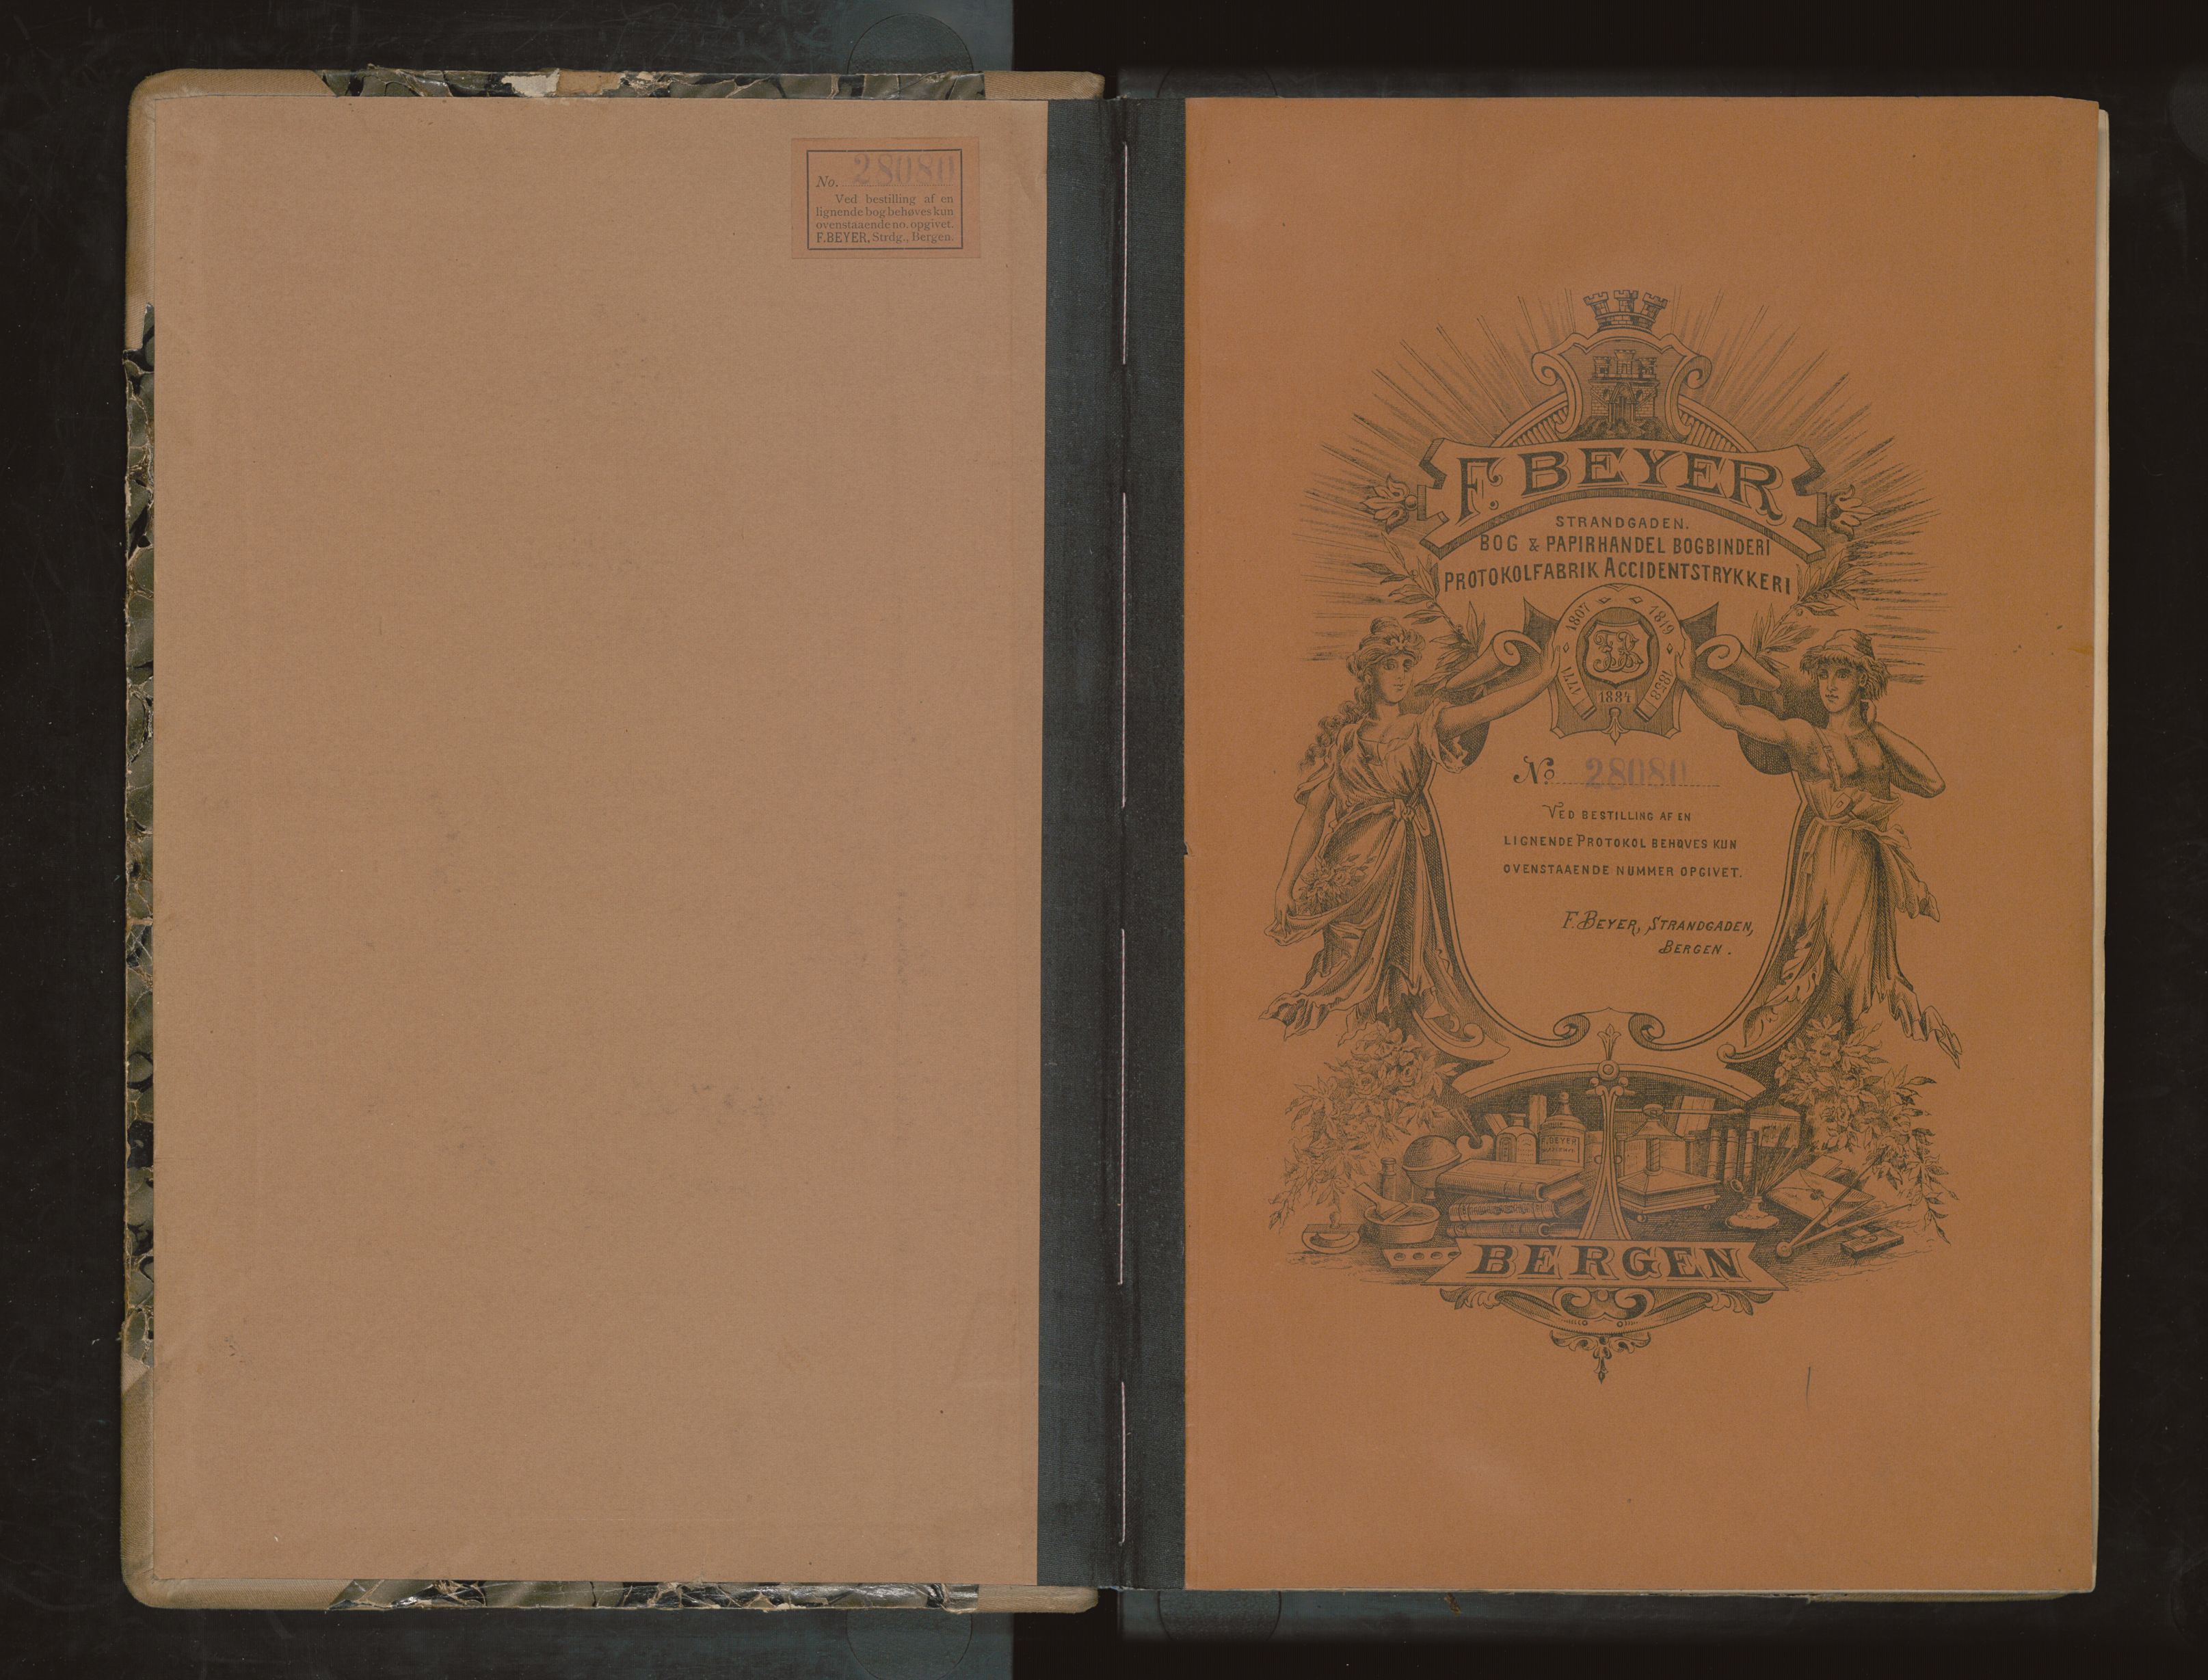 No. 28080
Ved bestilling af en
lignende bog behøves kun
ovenstaaende no. opgivet.
F. BEYER, Strdg., Bergen.
F. BEYER
STRANDGADEN.
BOG & PAPIRHANDEL BOGBINDERI
PROTOKOLFABRIK ACCIDENTSTRYKKERI
1771 1807 1819 1858
1884
No 28080
VED BESTILLING AF EN
LIGNENDE PROTOKOL BEHØVES KUN
OVENSTAAENDE NUMMER OPGIVET.
F. BEYER, STRANDGADEN,
BERGEN.
F. BEYER
BERGEN